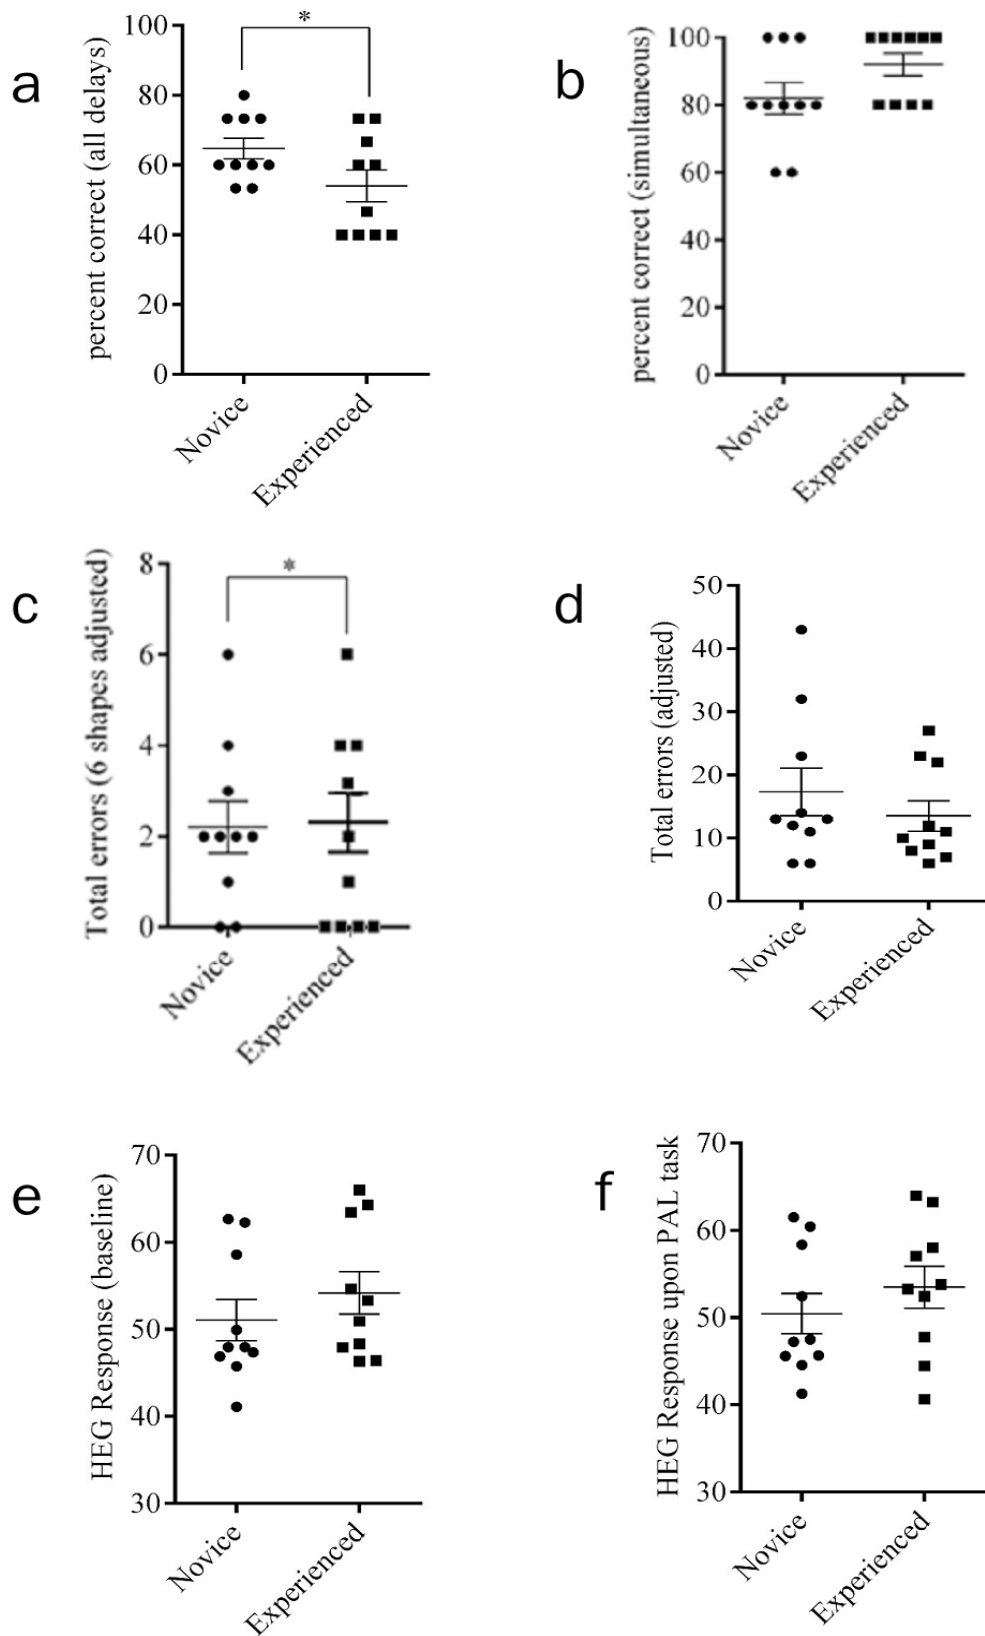 a
percent correct (all delays)
100
80
60
40
20
0
*
Novice
Experienced
b
percent correct (simultaneous)
100
80
60
40
20
0
Novice
Experienced
c
Total errors (6 shapes adjusted)
8
6
4
2
0
*
Novice
Experienced
d
Total errors (adjusted)
50
40
30
20
10
0
Novice
Experienced
e
HEG Response (baseline)
70
60
50
40
30
Novice
Experienced
f
HEG Response upon PAL task
70
60
50
40
30
Novice
Experienced